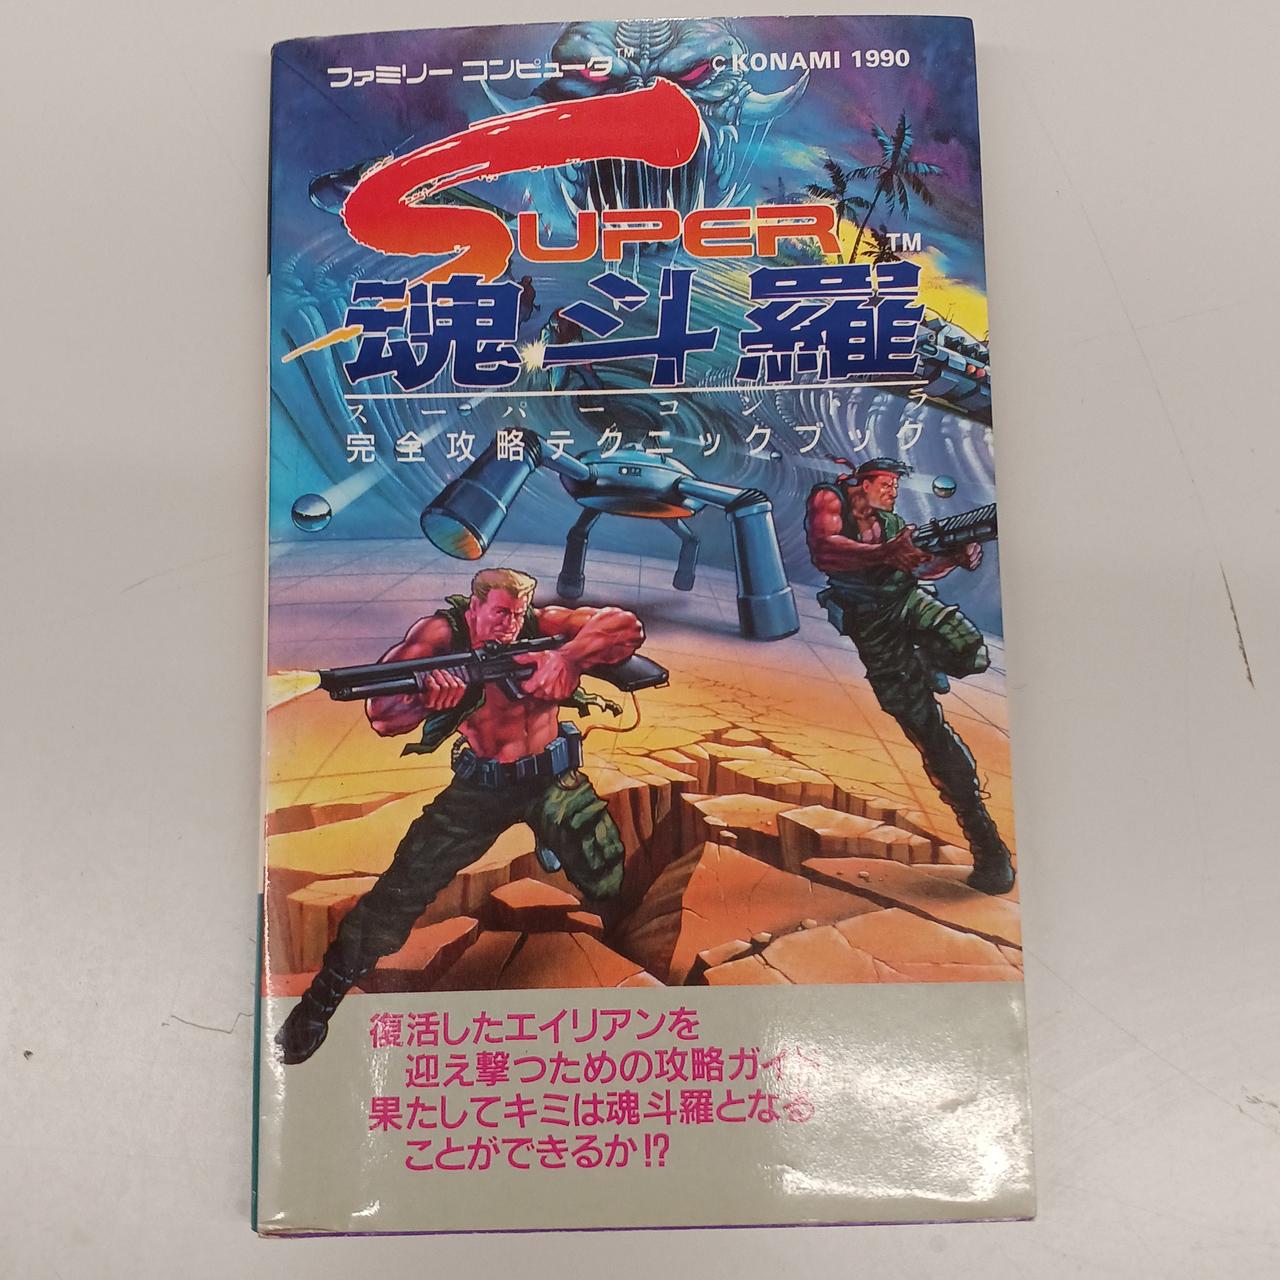 ファミリー コンピュータ™
©KONAMI 1990
SUPER
魂斗羅™
スーパーコントラ
完全攻略テクニックブック
復活したエイリアンを
迎え撃つための攻略ガイド
果たしてキミは魂斗羅となる
ことができるか!?